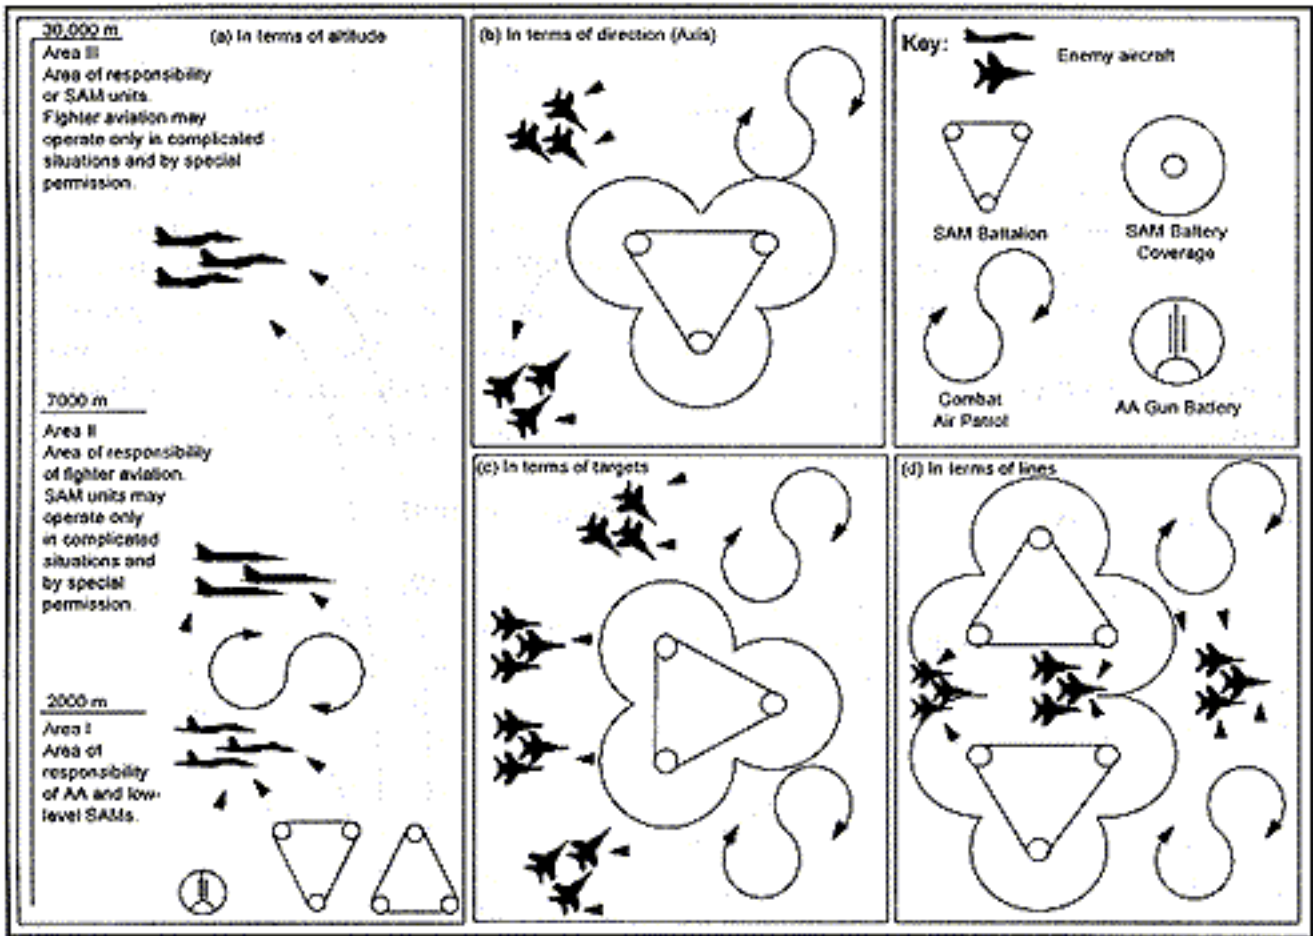 30,000 m
(a) In terms of altitude
Area III
Area of responsibility
or SAM units.
Fighter aviation may
operate only in complicated
situations and by special
permission.
7000 m
Area II
Area of responsibility
of fighter aviation.
SAM units may
operate only
in complicated
situations and
by special
permission.
2000 m
Area I
Area of
responsibility
of AA and low-
level SAMs.
(b) In terms of direction (Axis)
Key:
Enemy aircraft
SAM Battalion
SAM Battery
Coverage
Combat
Air Patrol
AA Gun Battery
(c) In terms of targets
(d) In terms of lines